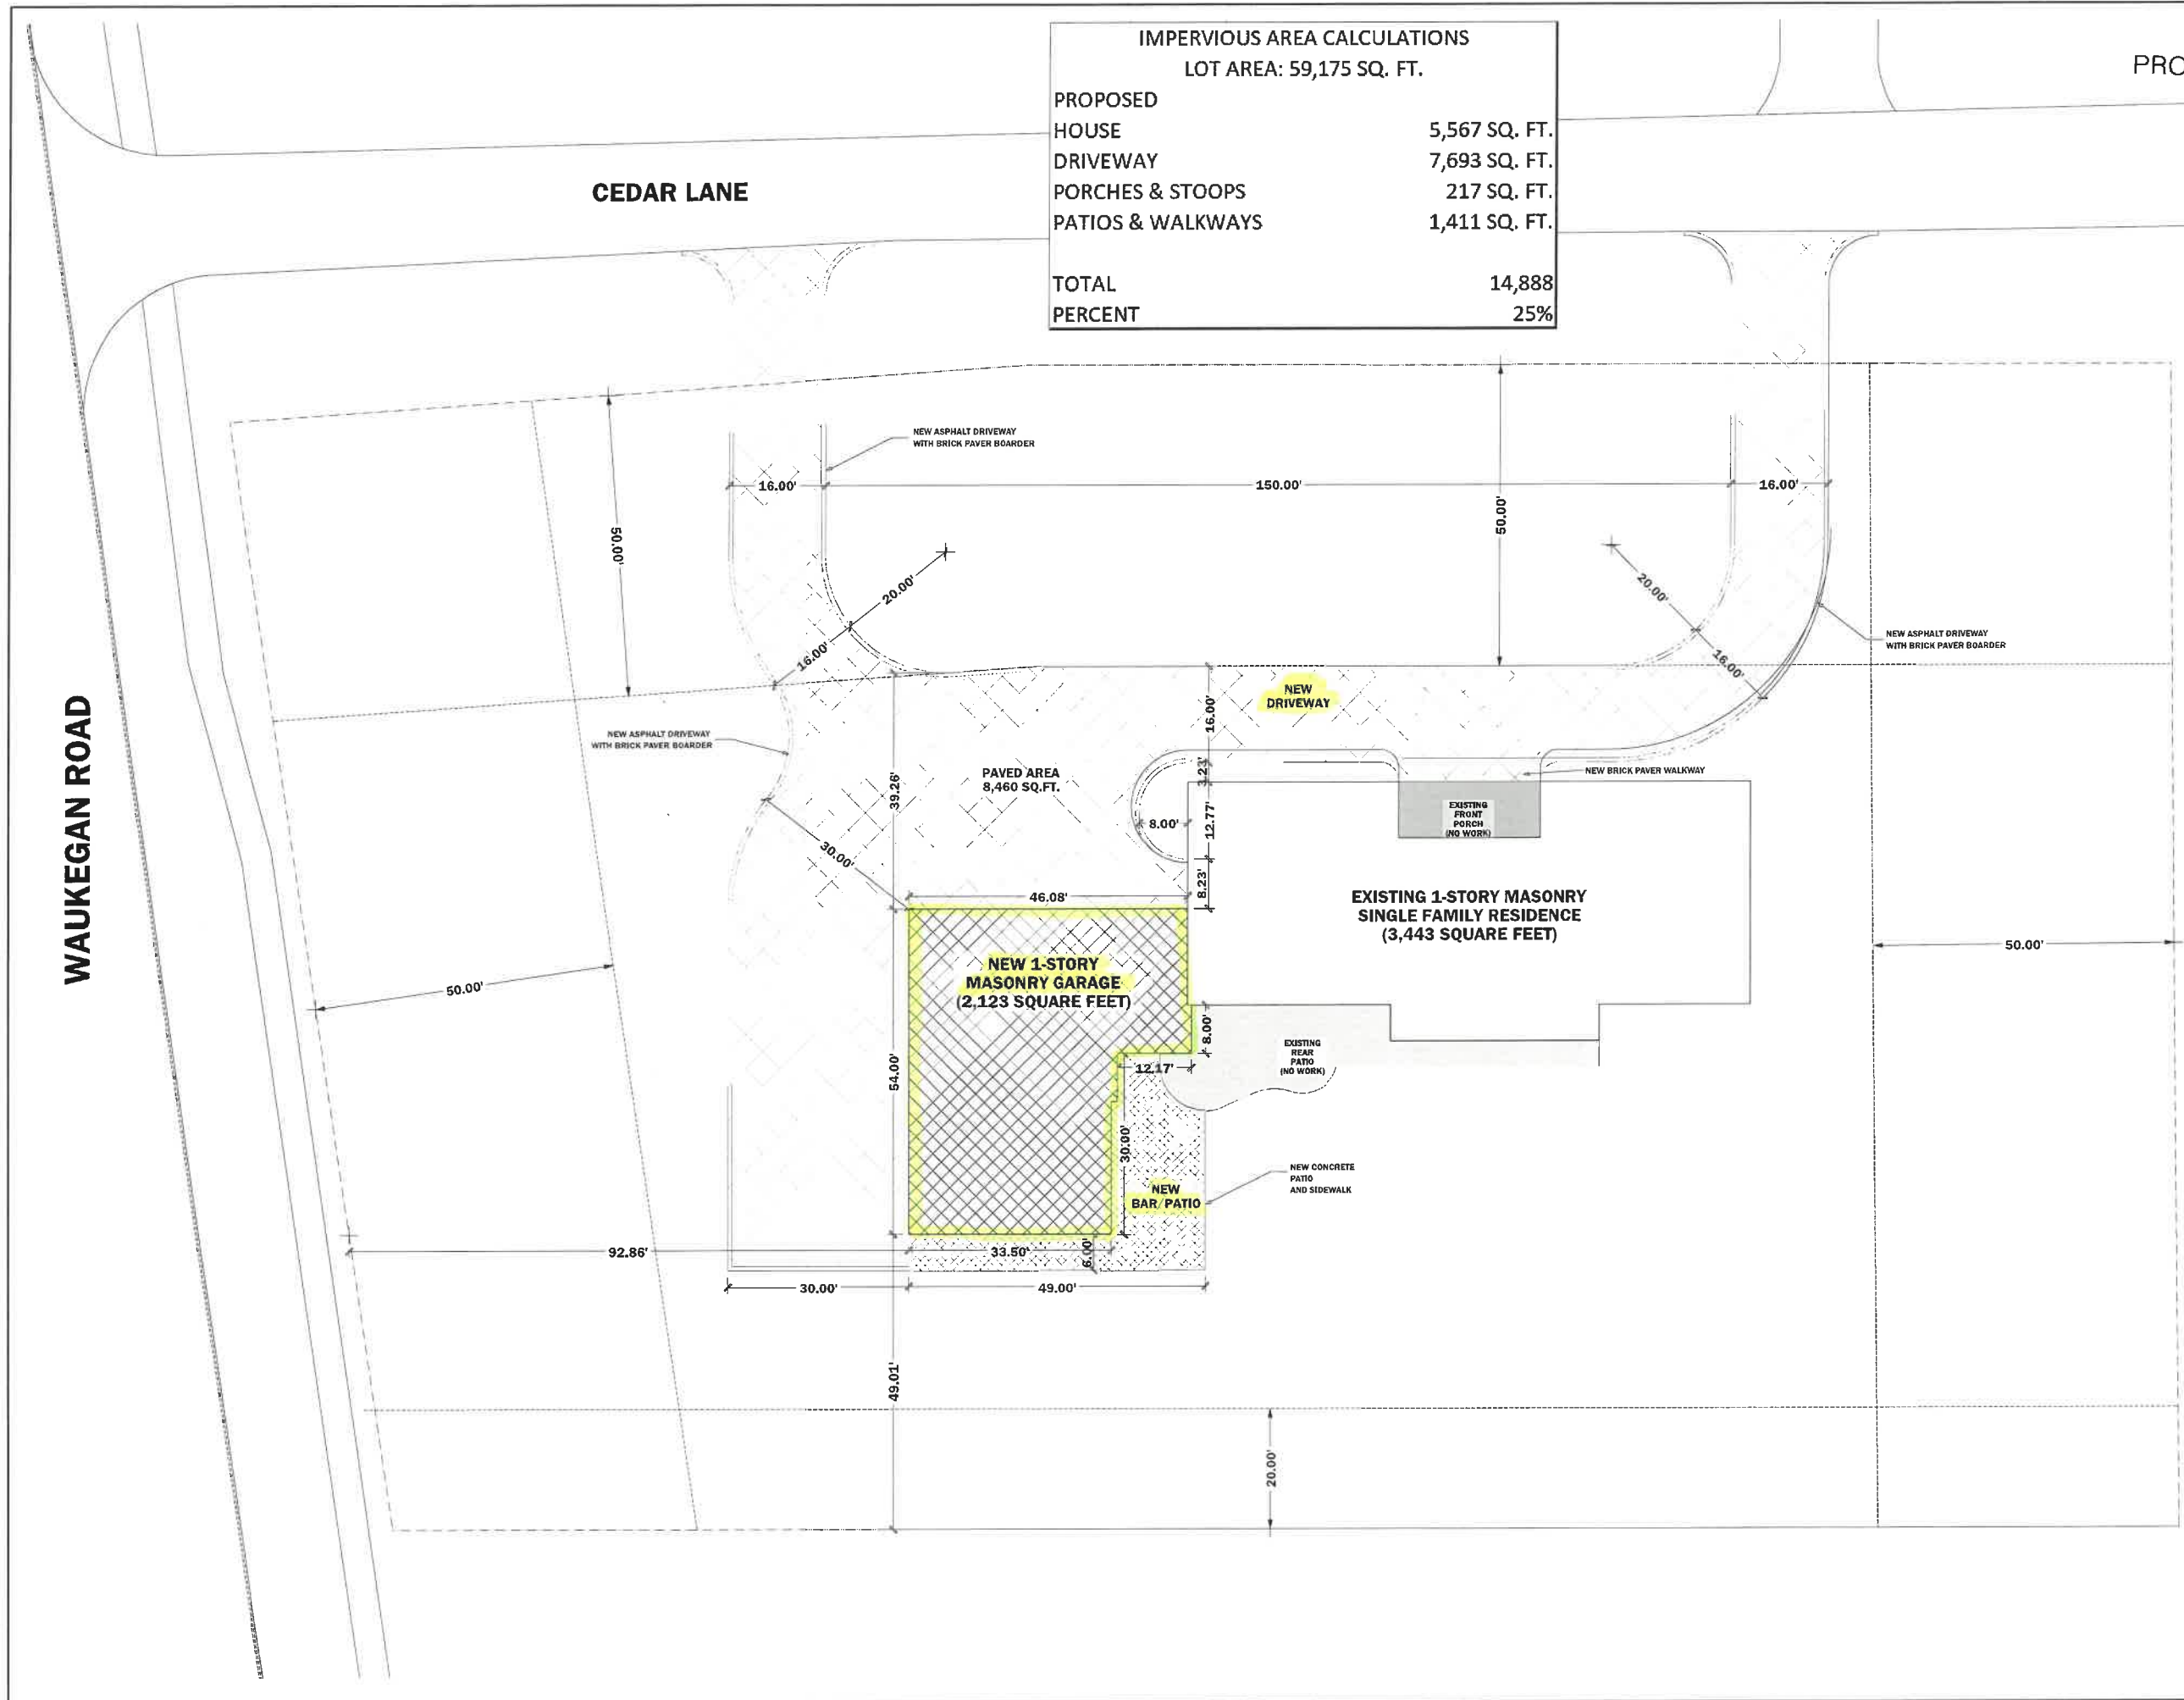 IMPERVIOUS AREA CALCULATIONS
LOT AREA: 59,175 SQ. FT.
PROPOSED
HOUSE 5,567 SQ. FT.
DRIVEWAY 7,693 SQ. FT.
PORCHES & STOOPS 217 SQ. FT.
PATIOS & WALKWAYS 1,411 SQ. FT.
TOTAL 14,888
PERCENT 25%
PRO
CEDAR LANE
WAUKEGAN ROAD
NEW ASPHALT DRIVEWAY
WITH BRICK PAVER BOARDER
16.00'
150.00'
16.00'
50.00'
50.00'
20.00'
16.00'
20.00'
16.00'
NEW ASPHALT DRIVEWAY
WITH BRICK PAVER BOARDER
NEW
DRIVEWAY
16.00'
NEW ASPHALT DRIVEWAY
WITH BRICK PAVER BOARDER
PAVED AREA
8,460 SQ.FT.
39.26'
3.23'
NEW BRICK PAVER WALKWAY
8.00'
12.77'
EXISTING
FRONT
PORCH
(NO WORK)
30.00'
8.23'
46.08'
EXISTING 1-STORY MASONRY
SINGLE FAMILY RESIDENCE
(3,443 SQUARE FEET)
50.00'
50.00'
NEW 1-STORY
MASONRY GARAGE
(2,123 SQUARE FEET)
8.00'
EXISTING
REAR
PATIO
(NO WORK)
12.17'
54.00'
30.00'
NEW CONCRETE
PATIO
AND SIDEWALK
NEW
BAR/PATIO
92.86'
33.50'
6.00'
30.00'
49.00'
49.01'
20.00'